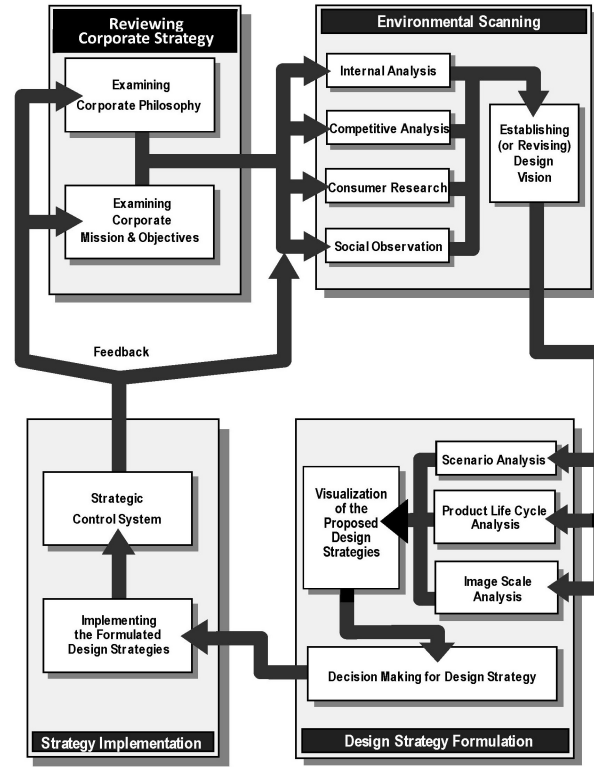 Reviewing
Corporate Strategy
Examining
Corporate Philosophy
Examining
Corporate
Mission & Objectives
Environmental Scanning
Internal Analysis
Competitive Analysis
Consumer Research
Social Observation
Establishing
(or Revising)
Design
Vision
Feedback
Strategic
Control System
Implementing
the Formulated
Design Strategies
Strategy Implementation
Visualization
of the
Proposed
Design
Strategies
Scenario Analysis
Product Life Cycle
Analysis
Image Scale
Analysis
Decision Making for Design Strategy
Design Strategy Formulation